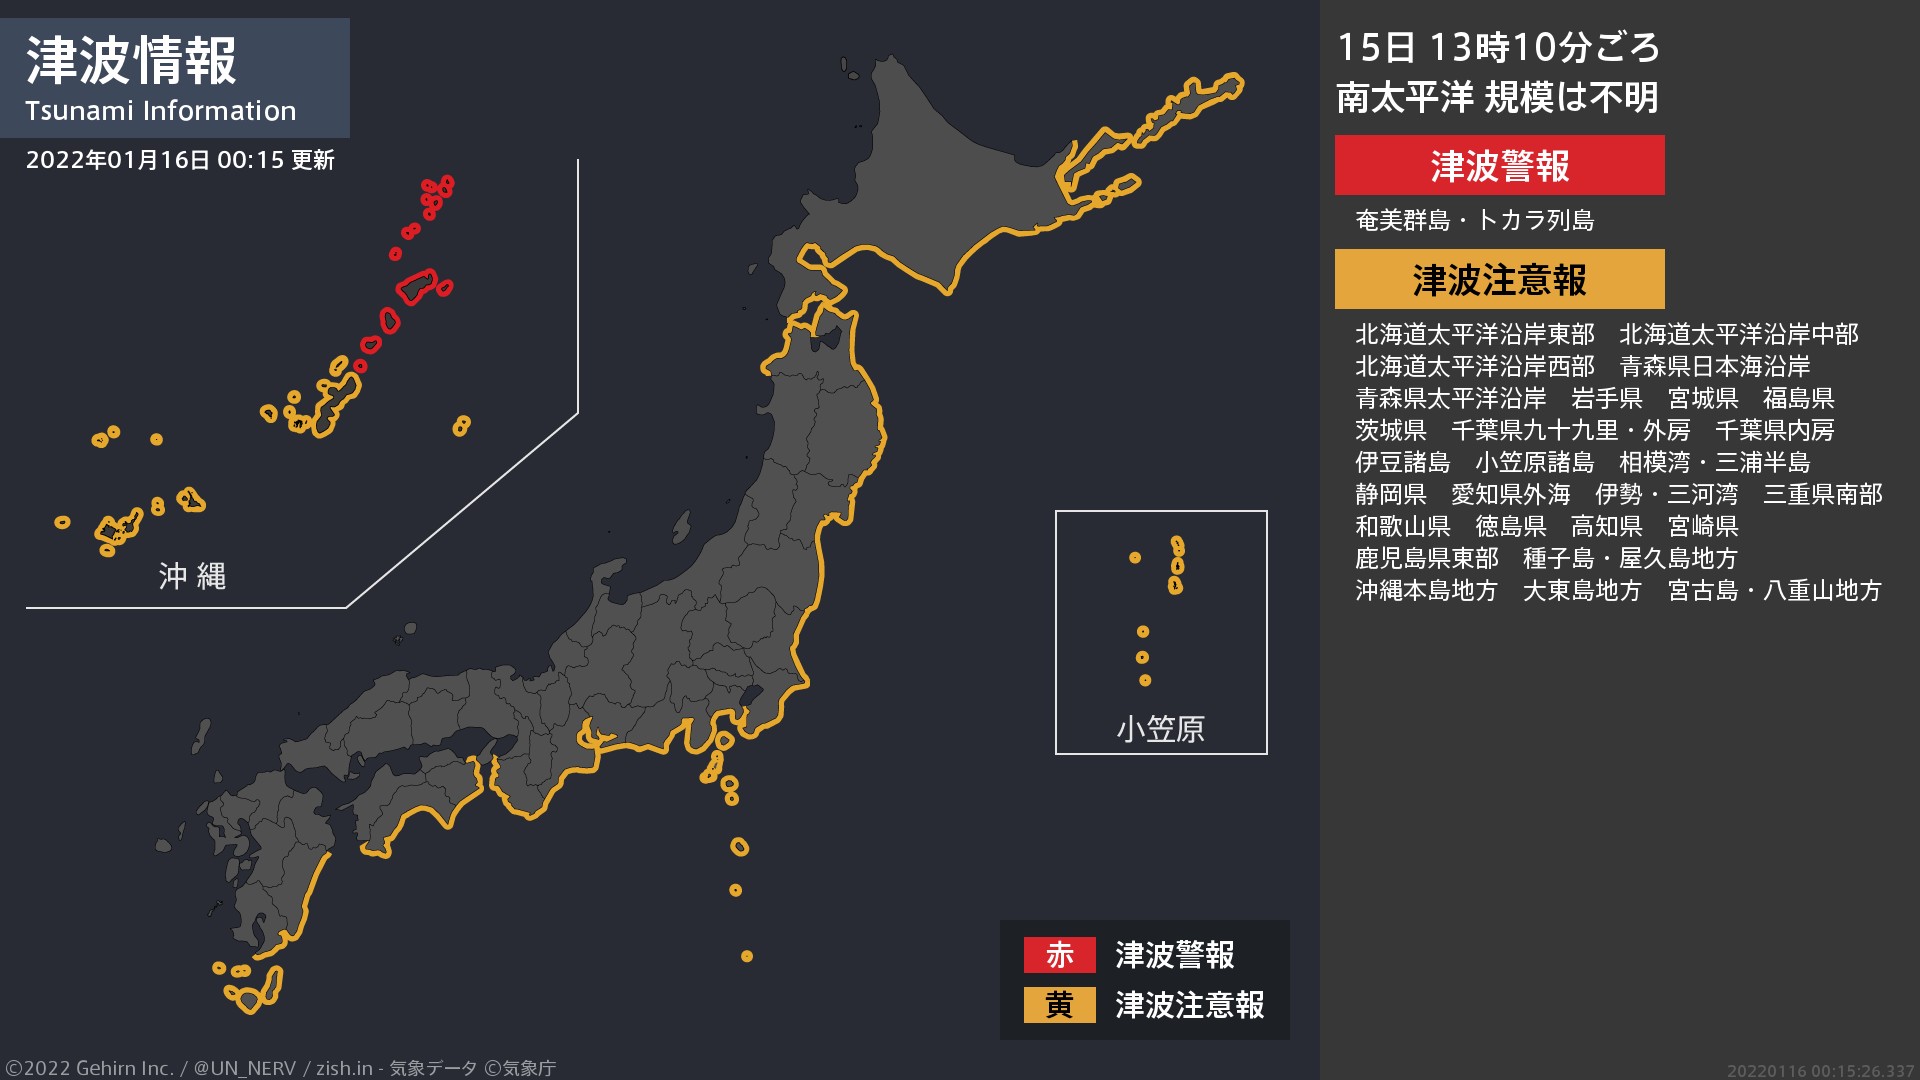 津波情報
Tsunami Information
2022年01月16日 00:15 更新
沖縄
小笠原
赤 津波警報
黄 津波注意報
©2022 Gehirn Inc. / @UN_NERV / zish.in - 気象データ ©気象庁
15日 13時10分ごろ
南太平洋 規模は不明
津波警報
奄美群島・トカラ列島
津波注意報
北海道太平洋沿岸東部　北海道太平洋沿岸中部
北海道太平洋沿岸西部　青森県日本海沿岸
青森県太平洋沿岸　岩手県　宮城県　福島県
茨城県　千葉県九十九里・外房　千葉県内房
伊豆諸島　小笠原諸島　相模湾・三浦半島
静岡県　愛知県外海　伊勢・三河湾　三重県南部
和歌山県　徳島県　高知県　宮崎県
鹿児島県東部　種子島・屋久島地方
沖縄本島地方　大東島地方　宮古島・八重山地方
20220116 00:15:26.337